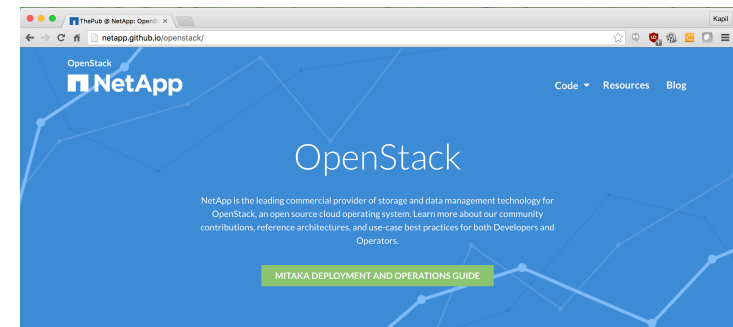 ThePub @ NetApp: OpenSt
Kapil
netapp.github.io/openstack/
OpenStack
NetApp
Code
Resources
Blog
OpenStack
NetApp is the leading commercial provider of storage and data management technology for
OpenStack, an open source cloud operating system. Learn more about our community
contributions, reference architectures, and use-case best practices for both Developers and
Operators.
MITAKA DEPLOYMENT AND OPERATIONS GUIDE